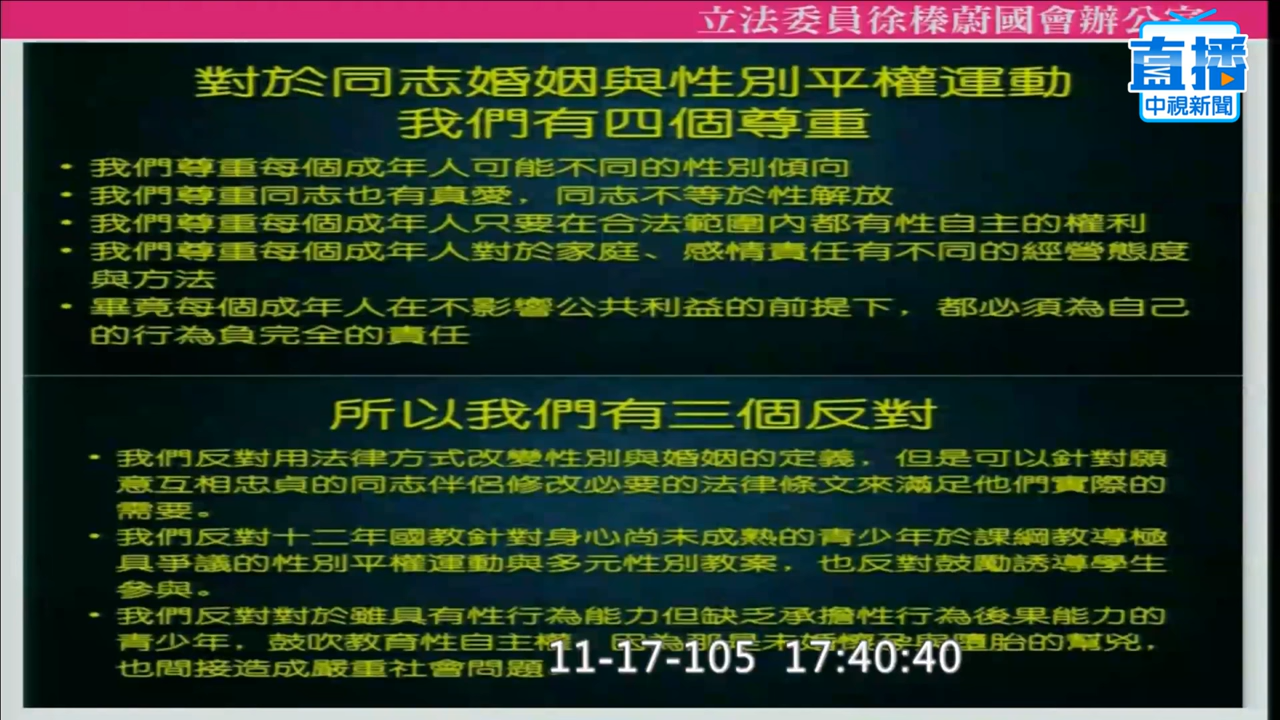 立法委員徐榛蔚國會辦公室
直播
中視新聞
對於同志婚姻與性別平權運動
我們有四個尊重
• 我們尊重每個成年人可能不同的性別傾向
• 我們尊重同志也有真愛，同志不等於性解放
• 我們尊重每個成年人只要在合法範圍內都有性自主的權利
• 我們尊重每個成年人對於家庭、感情責任有不同的經營態度
與方法
• 畢竟每個成年人在不影響公共利益的前提下，都必須為自己
的行為負完全的責任
所以我們有三個反對
• 我們反對用法律方式改變性別與婚姻的定義，但是可以針對願
意互相忠貞的同志伴侶修改必要的法律條文來滿足他們實際的
需要。
• 我們反對十二年國教針對身心尚未成熟的青少年於課綱教導極
具爭議的性別平權運動與多元性別教案，也反對鼓勵誘導學生
參與。
• 我們反對對於雖具有性行為能力但缺乏承擔性行為後果能力的
青少年，鼓吹教育性自主權，因為那是未婚懷孕與墮胎的幫兇，
也間接造成嚴重社會問題
11-17-105 17:40:40